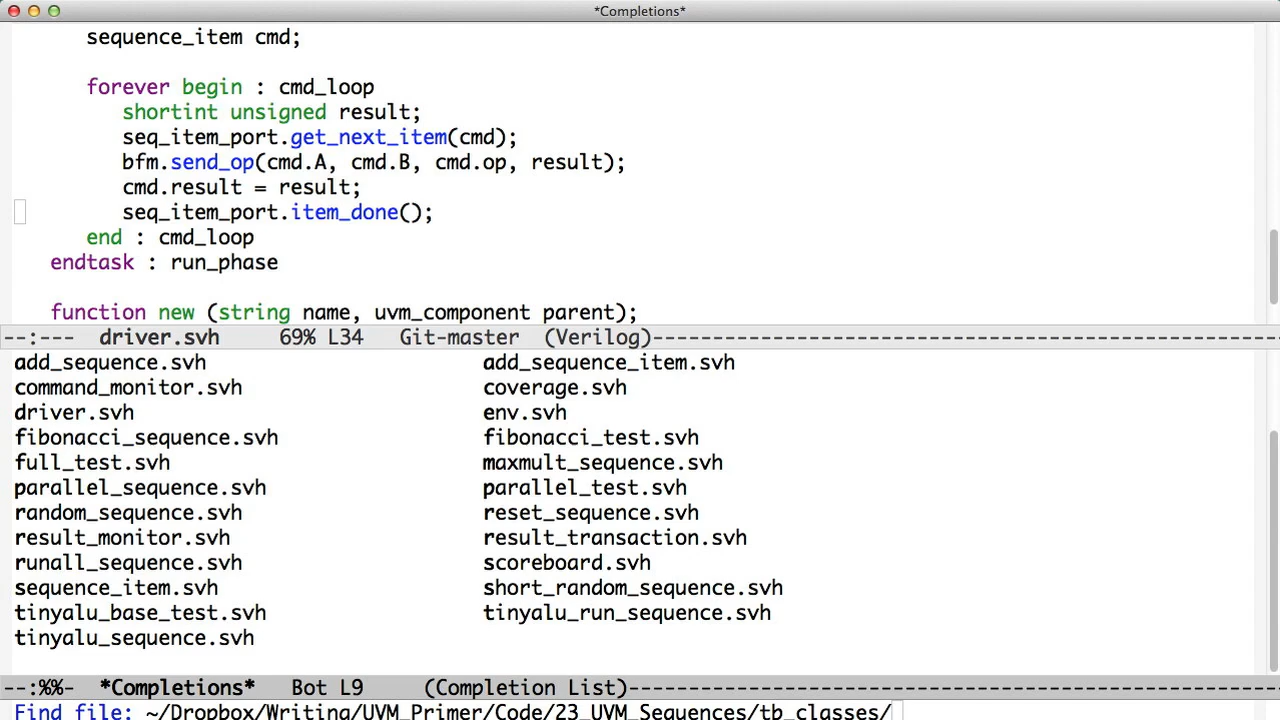 *Completions*
sequence_item cmd;
forever begin : cmd_loop
shortint unsigned result;
seq_item_port.get_next_item(cmd);
bfm.send_op(cmd.A, cmd.B, cmd.op, result);
cmd.result = result;
seq_item_port.item_done();
end : cmd_loop
endtask : run_phase
function new (string name, uvm_component parent);
--:--- driver.svh 69% L34 Git-master (Verilog)----------------------------------------------------
add_sequence.svh add_sequence_item.svh
command_monitor.svh coverage.svh
driver.svh env.svh
fibonacci_sequence.svh fibonacci_test.svh
full_test.svh maxmult_sequence.svh
parallel_sequence.svh parallel_test.svh
random_sequence.svh reset_sequence.svh
result_monitor.svh result_transaction.svh
runall_sequence.svh scoreboard.svh
sequence_item.svh short_random_sequence.svh
tinyalu_base_test.svh tinyalu_run_sequence.svh
tinyalu_sequence.svh
--:%%- *Completions* Bot L9 (Completion List)------------------------------------------------------
Find file: ~/Dropbox/Writing/UVM_Primer/Code/23_UVM_Sequences/tb_classes/